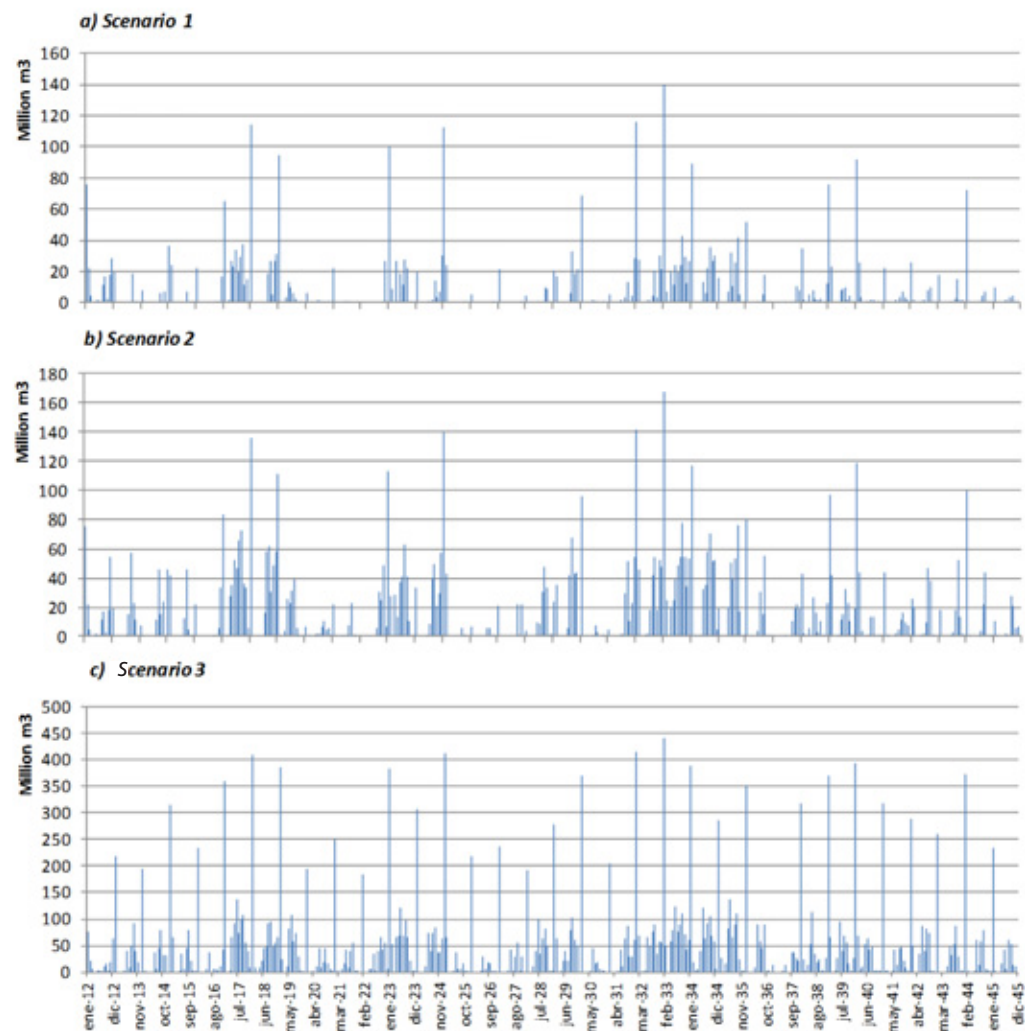 a) Scenario 1
Million m3
160
140
120
100
80
60
40
20
0
b) Scenario 2
Million m3
180
160
140
120
100
80
60
40
20
0
c) Scenario 3
Million m3
500
450
400
350
300
250
200
150
100
50
0
ene-12
dic-12
nov-13
oct-14
sep-15
ago-16
jul-17
jun-18
may-19
abr-20
mar-21
feb-22
ene-23
dic-23
nov-24
oct-25
sep-26
ago-27
jul-28
jun-29
may-30
abr-31
mar-32
feb-33
ene-34
dic-34
nov-35
oct-36
sep-37
ago-38
jul-39
jun-40
may-41
abr-42
mar-43
feb-44
ene-45
dic-45